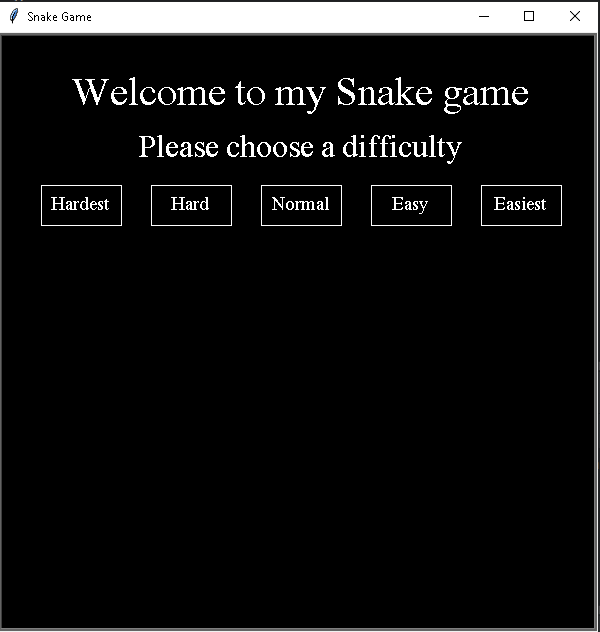 Snake Game
Welcome to my Snake game
Please choose a difficulty
Hardest Hard Normal Easy Easiest